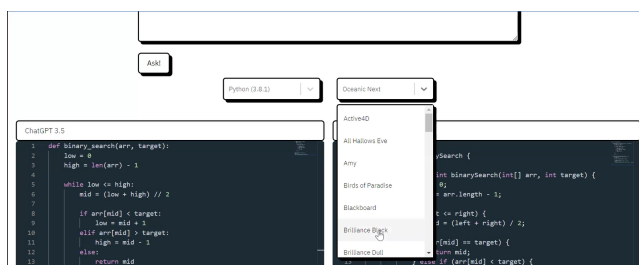 Ask!
Python (3.8.1)
Oceanic Next
Active4D
All Hallows Eve
Amy
Birds of Paradise
Blackboard
Brilliance Black
Brilliance Dull
ChatGPT 3.5
1 def binary_search(arr, target):
2 low = 0
3 high = len(arr) - 1
4
5 while low <= high:
6 mid = (low + high) // 2
7
8 if arr[mid] < target:
9 low = mid + 1
10 elif arr[mid] > target:
11 high = mid - 1
12 else:
13 return mid
ySearch {
int binarySearch(int[] arr, int target) {
0;
= arr.length - 1;
t <= right) {
d = (left + right) / 2;
r[mid] == target) {
turn mid;
} else if (arr[mid] < target) {